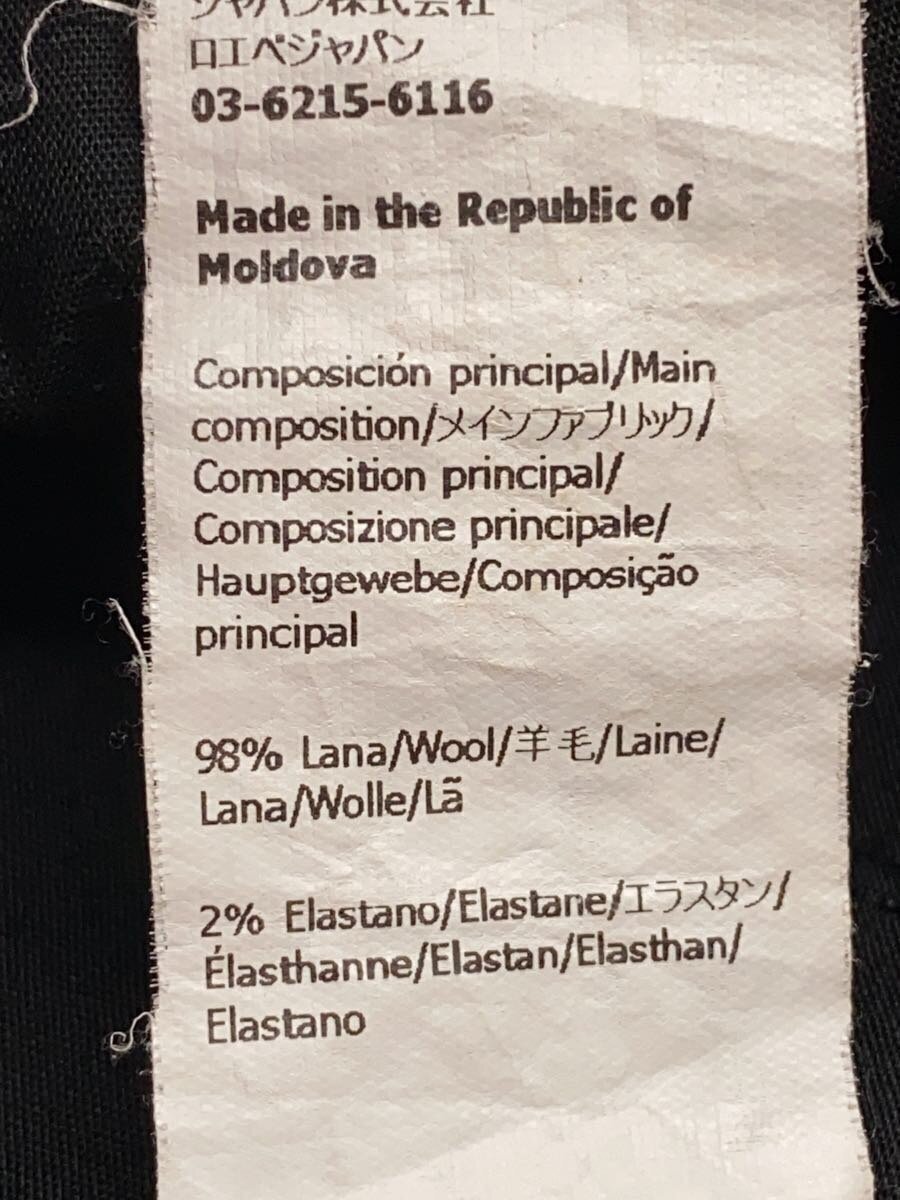 ジャパン株式会社
ロエベジャパン
03-6215-6116
Made in the Republic of
Moldova
Composición principal/Main
composition/メインファブリック/
Composition principal/
Composizione principale/
Hauptgewebe/Composição
principal
98% Lana/Wool/羊毛/Laine/
Lana/Wolle/Lã
2% Elastano/Elastane/エラスタン/
Élasthanne/Elastan/Elasthan/
Elastano